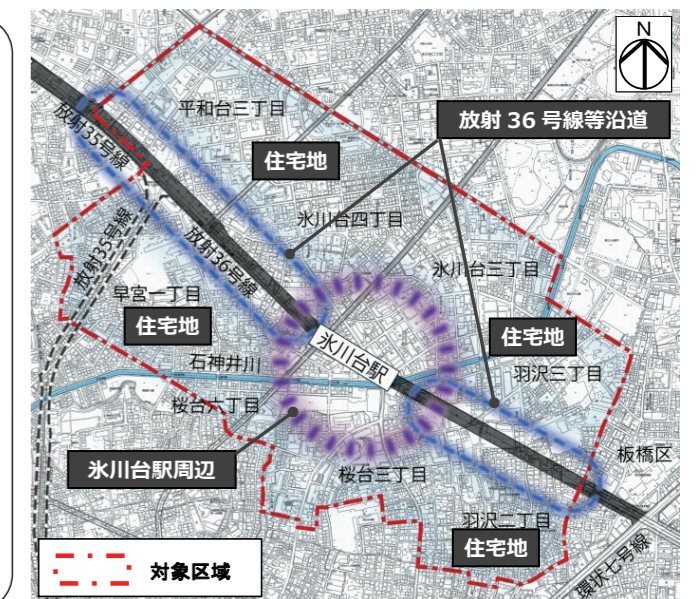 N
放射35号線
平和台三丁目
放射 36 号線等沿道
住宅地
氷川台四丁目
放射36号線
放射35号線
氷川台三丁目
早宮一丁目
住宅地
住宅地
氷川台駅
石神井川
羽沢三丁目
桜台六丁目
板橋区
氷川台駅周辺
桜台三丁目
羽沢二丁目
住宅地
環状七号線
対象区域